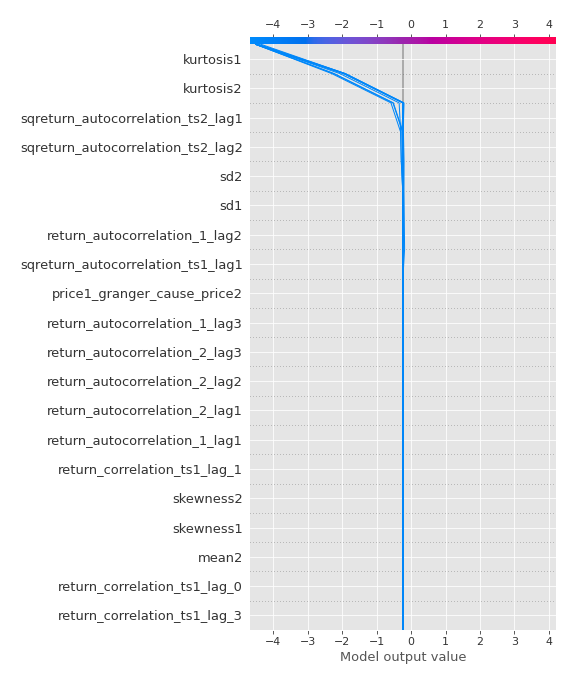 −4 −3 −2 −1 0 1 2 3 4
kurtosis1
kurtosis2
sqreturn_autocorrelation_ts2_lag1
sqreturn_autocorrelation_ts2_lag2
sd2
sd1
return_autocorrelation_1_lag2
sqreturn_autocorrelation_ts1_lag1
price1_granger_cause_price2
return_autocorrelation_1_lag3
return_autocorrelation_2_lag3
return_autocorrelation_2_lag2
return_autocorrelation_2_lag1
return_autocorrelation_1_lag1
return_correlation_ts1_lag_1
skewness2
skewness1
mean2
return_correlation_ts1_lag_0
return_correlation_ts1_lag_3
−4 −3 −2 −1 0 1 2 3 4
Model output value